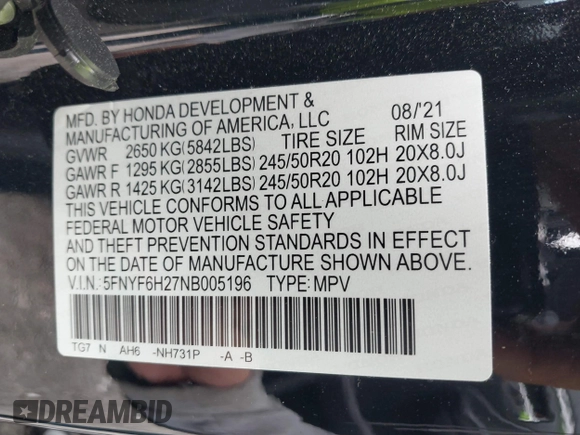 MFD. BY HONDA DEVELOPMENT &
MANUFACTURING OF AMERICA, LLC 08/21
GVWR 2650 KG(5842LBS) TIRE SIZE RIM SIZE
GAWR F 1295 KG(2855LBS) 245/50R20 102H 20X8.0J
GAWR R 1425 KG(3142LBS) 245/50R20 102H 20X8.0J
THIS VEHICLE CONFORMS TO ALL APPLICABLE
FEDERAL MOTOR VEHICLE SAFETY
AND THEFT PREVENTION STANDARDS IN EFFECT
ON THE DATE OF MANUFACTURE SHOWN ABOVE.
V.I.N.: 5FNYF6H27NB005196 TYPE: MPV
TG7 N AH6 -NH731P -A -B
DREAMBID